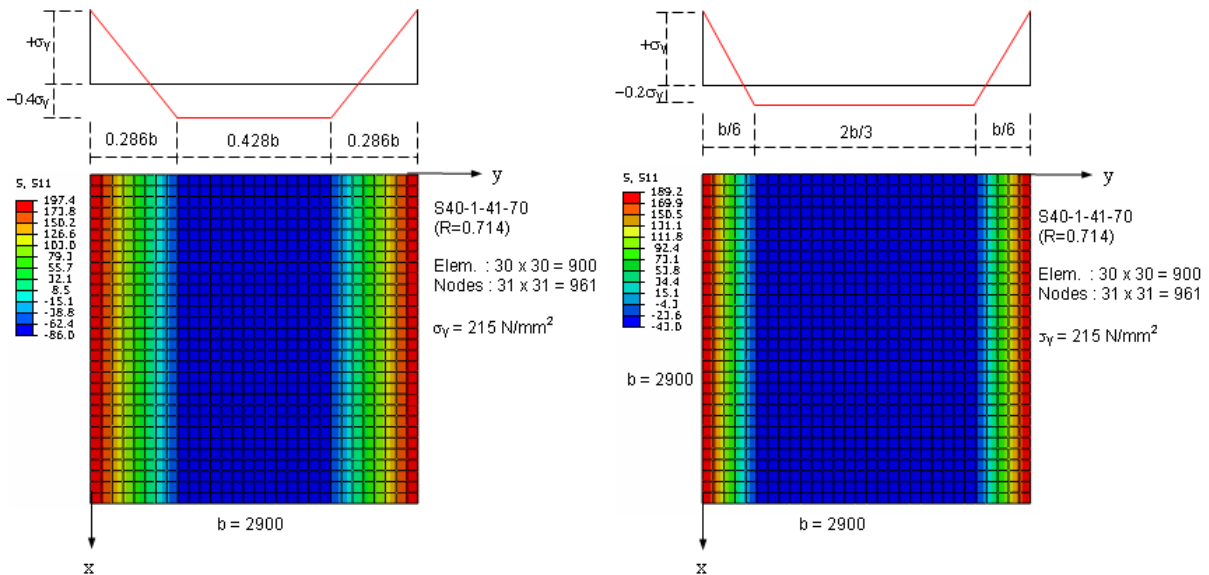 +σY
-0.4σY
0.286b
0.428b
0.286b
y
S, S11
197.4
173.8
150.2
126.6
103.0
79.3
55.7
32.1
8.5
-15.1
-38.8
-62.4
-86.0
S40-1-41-70
(R=0.714)
Elem. : 30 x 30 = 900
Nodes : 31 x 31 = 961
σY = 215 N/mm²
b = 2900
x
+σY
-0.2σY
b/6
2b/3
b/6
y
S, S11
189.2
169.9
150.5
131.1
111.8
92.4
73.1
53.8
34.4
15.1
-4.3
-23.6
-43.0
S40-1-41-70
(R=0.714)
Elem. : 30 x 30 = 900
Nodes : 31 x 31 = 961
σY = 215 N/mm²
b = 2900
b = 2900
x